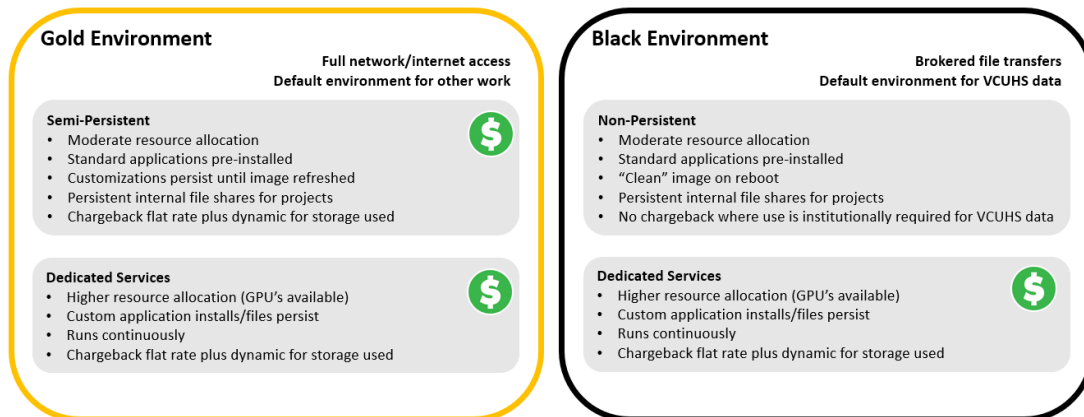 Gold Environment
Full network/internet access
Default environment for other work
Semi-Persistent
• Moderate resource allocation
• Standard applications pre-installed
• Customizations persist until image refreshed
• Persistent internal file shares for projects
• Chargeback flat rate plus dynamic for storage used
$
Dedicated Services
• Higher resource allocation (GPU's available)
• Custom application installs/files persist
• Runs continuously
• Chargeback flat rate plus dynamic for storage used
$
Black Environment
Brokered file transfers
Default environment for VCUHS data
Non-Persistent
• Moderate resource allocation
• Standard applications pre-installed
• “Clean” image on reboot
• Persistent internal file shares for projects
• No chargeback where use is institutionally required for VCUHS data
Dedicated Services
• Higher resource allocation (GPU's available)
• Custom application installs/files persist
• Runs continuously
• Chargeback flat rate plus dynamic for storage used
$